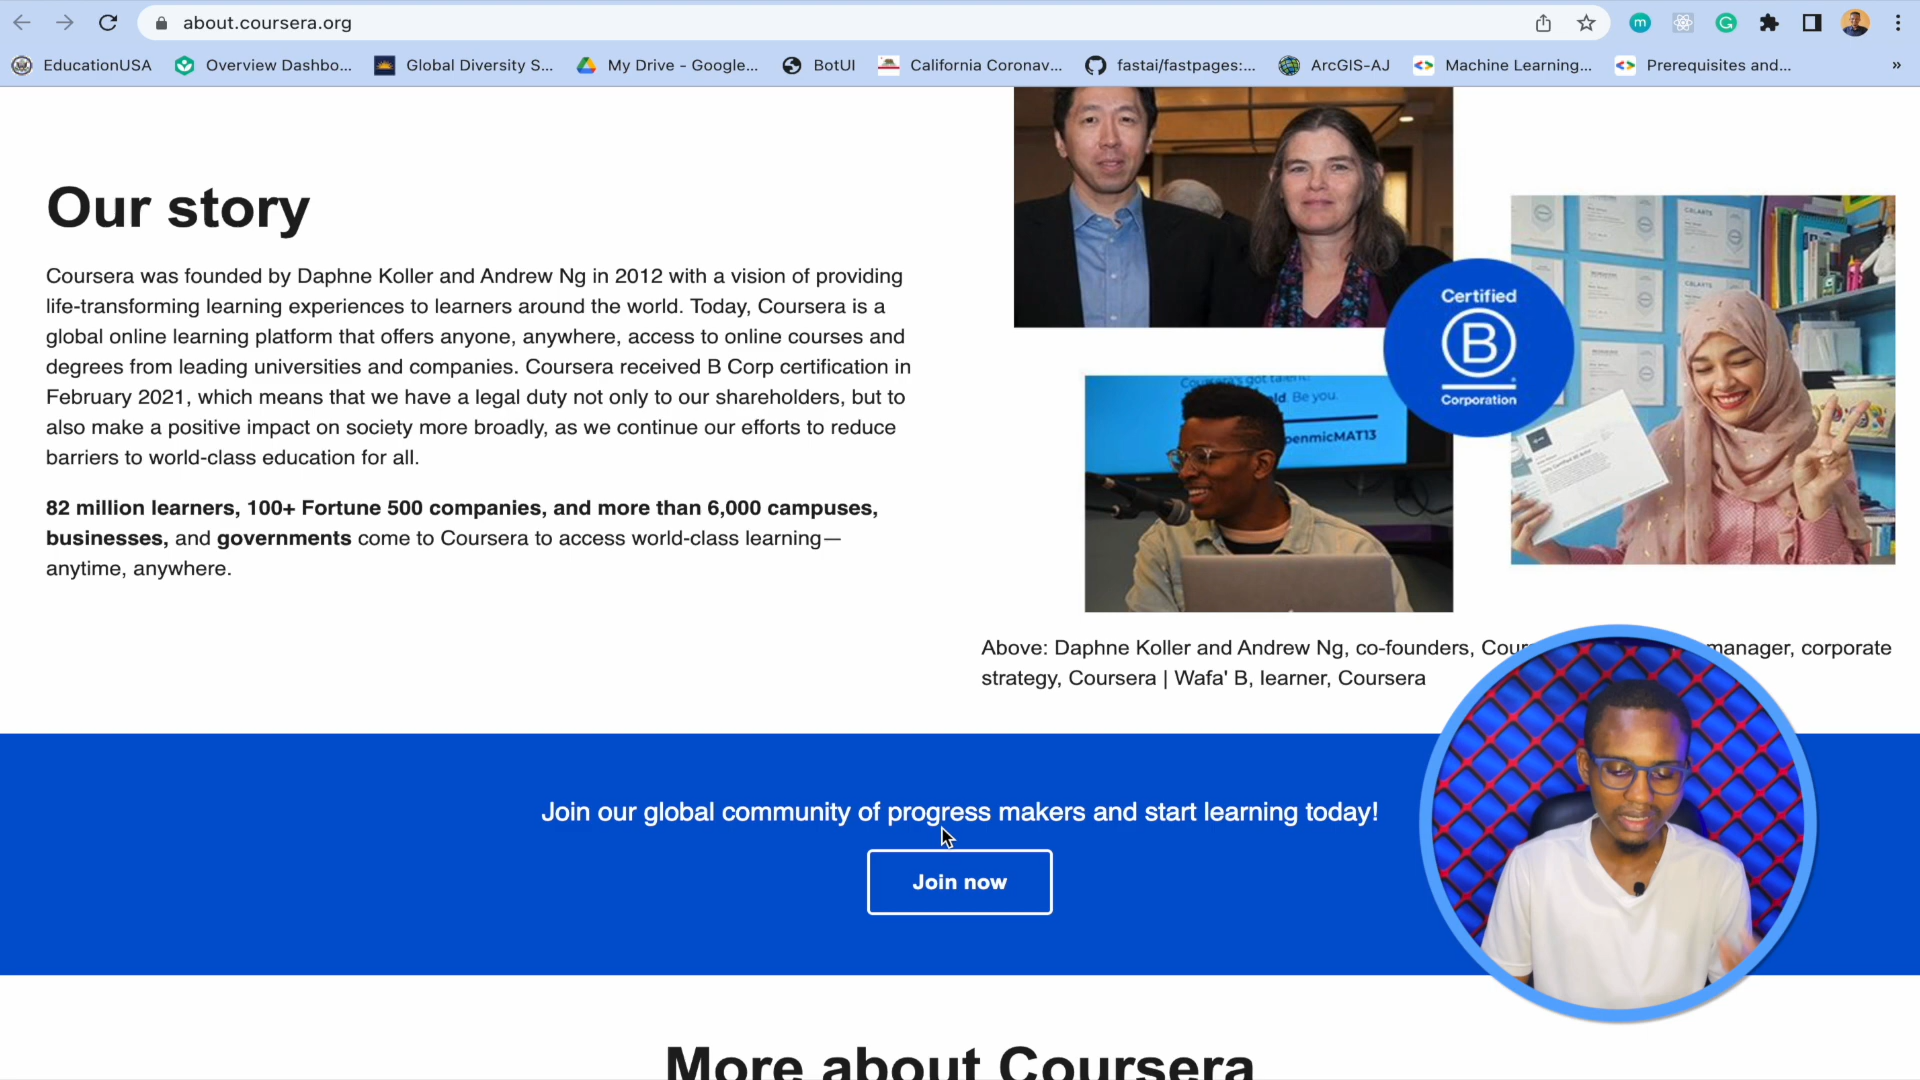 about.coursera.org
EducationUSA
Overview Dashbo...
Global Diversity S...
My Drive - Google...
BotUI
California Coronav...
fastai/fastpages:...
ArcGIS-AJ
Machine Learning...
Prerequisites and...
»
Our story
Coursera was founded by Daphne Koller and Andrew Ng in 2012 with a vision of providing
life-transforming learning experiences to learners around the world. Today, Coursera is a
global online learning platform that offers anyone, anywhere, access to online courses and
degrees from leading universities and companies. Coursera received B Corp certification in
February 2021, which means that we have a legal duty not only to our shareholders, but to
also make a positive impact on society more broadly, as we continue our efforts to reduce
barriers to world-class education for all.
82 million learners, 100+ Fortune 500 companies, and more than 6,000 campuses,
businesses, and governments come to Coursera to access world-class learning—
anytime, anywhere.
Certified
B
Corporation
CALARTS
Coursera's got talent!
Be you.
penmicMAT13
Above: Daphne Koller and Andrew Ng, co-founders, manager, corporate
strategy, Coursera | Wafa' B, learner, Coursera
Join our global community of progress makers and start learning today!
Join now
More about Coursera